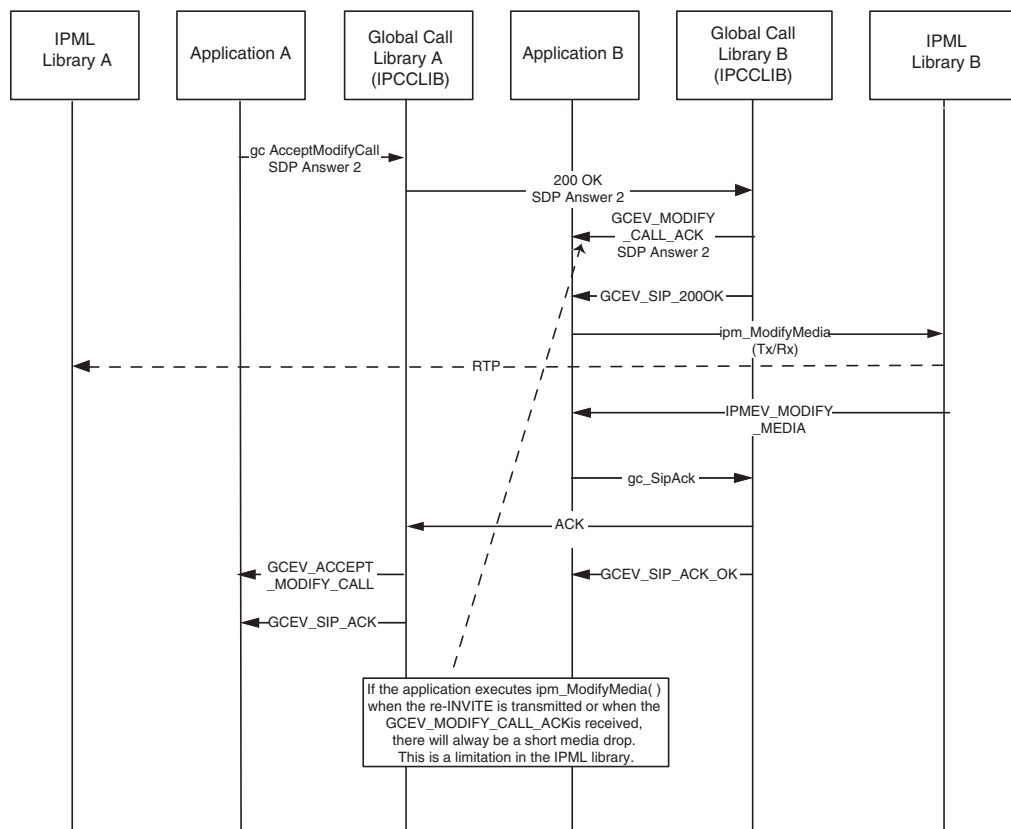 IPML
Library A
Application A
Global Call
Library A
(IPCCLIB)
Application B
Global Call
Library B
(IPCCLIB)
IPML
Library B
gc AcceptModifyCall
SDP Answer 2
200 OK
SDP Answer 2
GCEV_MODIFY
_CALL_ACK
SDP Answer 2
GCEV_SIP_200OK
ipm_ModifyMedia
(Tx/Rx)
RTP
IPMEV_MODIFY
_MEDIA
gc_SipAck
ACK
GCEV_ACCEPT
_MODIFY_CALL
GCEV_SIP_ACK_OK
GCEV_SIP_ACK
If the application executes ipm_ModifyMedia( )
when the re-INVITE is transmitted or when the
GCEV_MODIFY_CALL_ACKis received,
there will alway be a short media drop.
This is a limitation in the IPML library.